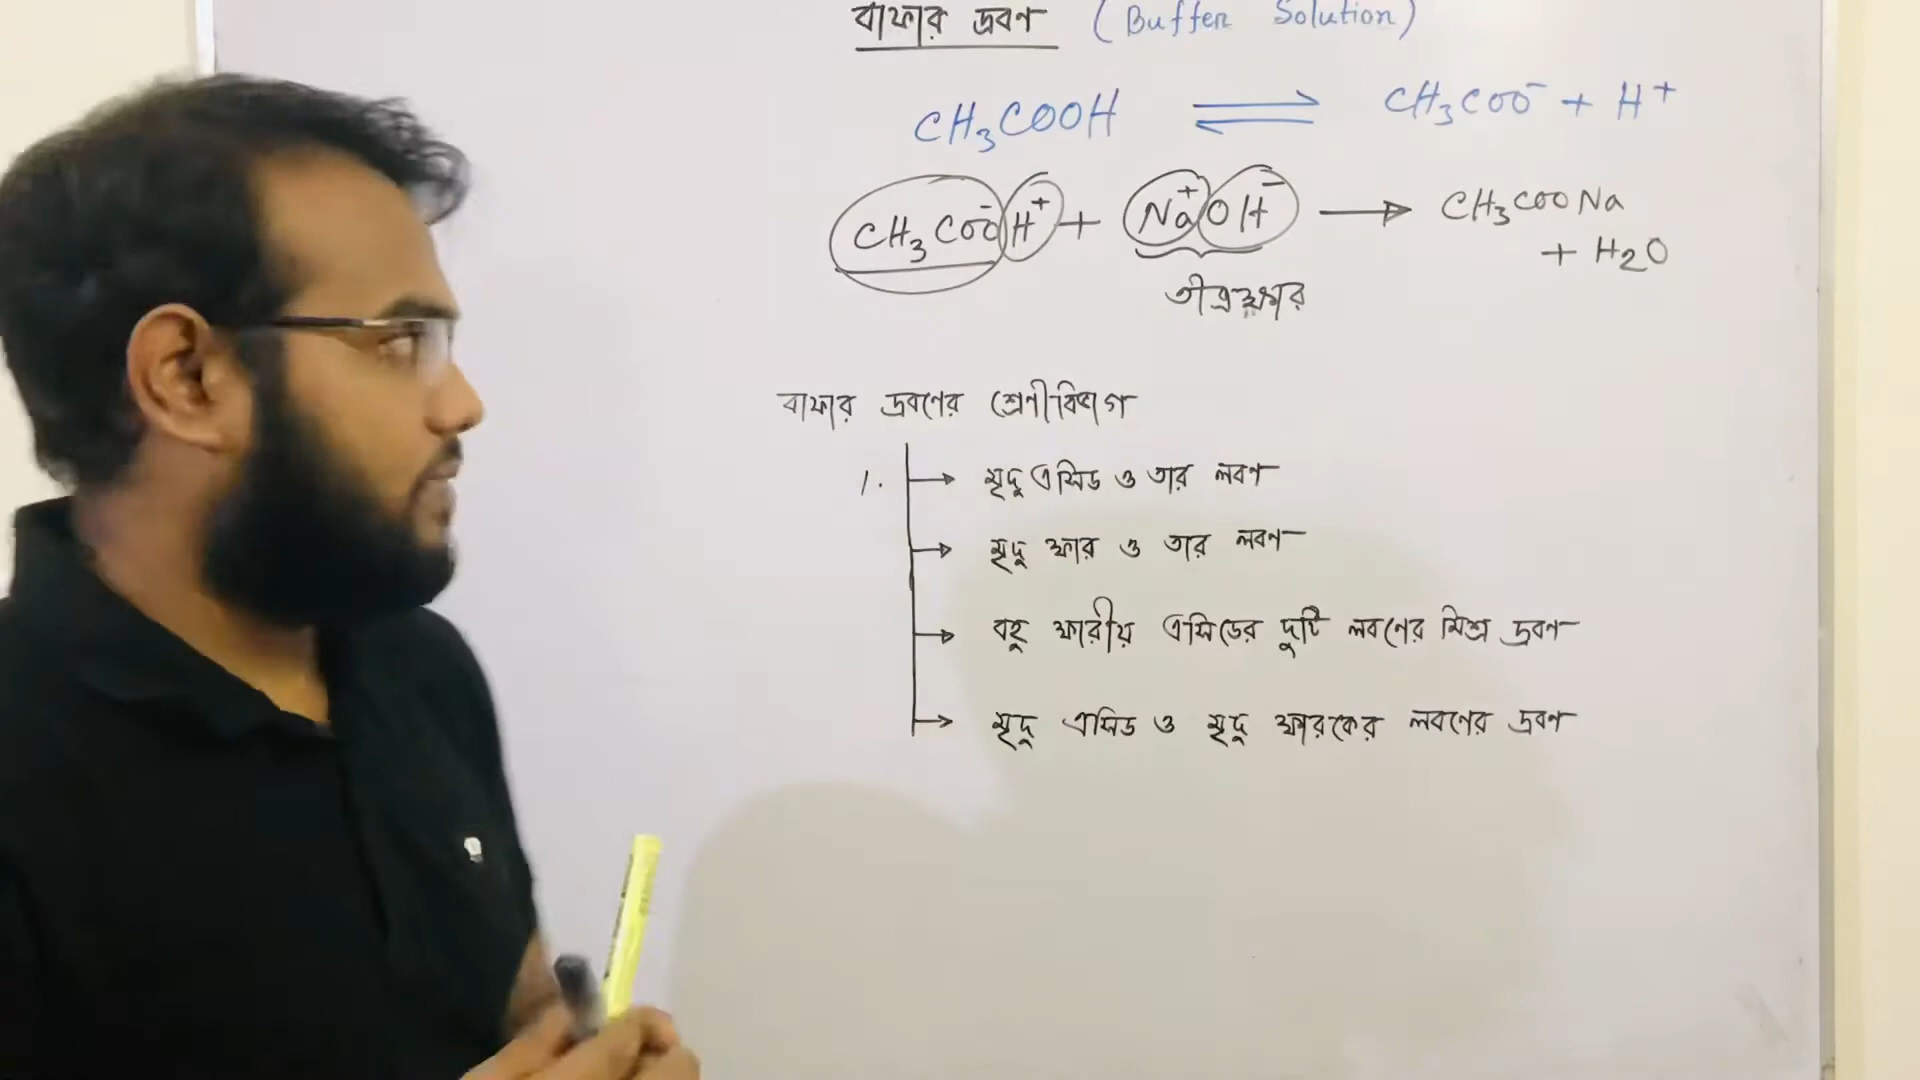 বাফার দ্রবণ (Buffer Solution)
CH₃COOH ⇌ CH₃COO⁻ + H⁺
CH₃COO⁻H⁺ + Na⁺OH⁻ → CH₃COONa
+ H₂O
তীব্র ক্ষার
বাফার দ্রবণের শ্রেণীবিভাগ
1. → মৃদু এসিড ও তার লবণ
→ মৃদু ক্ষার ও তার লবণ
→ বহু ক্ষারীয় এসিডের দুটি লবণের মিশ্র দ্রবণ
→ মৃদু এসিড ও মৃদু ক্ষারকের লবণের দ্রবণ